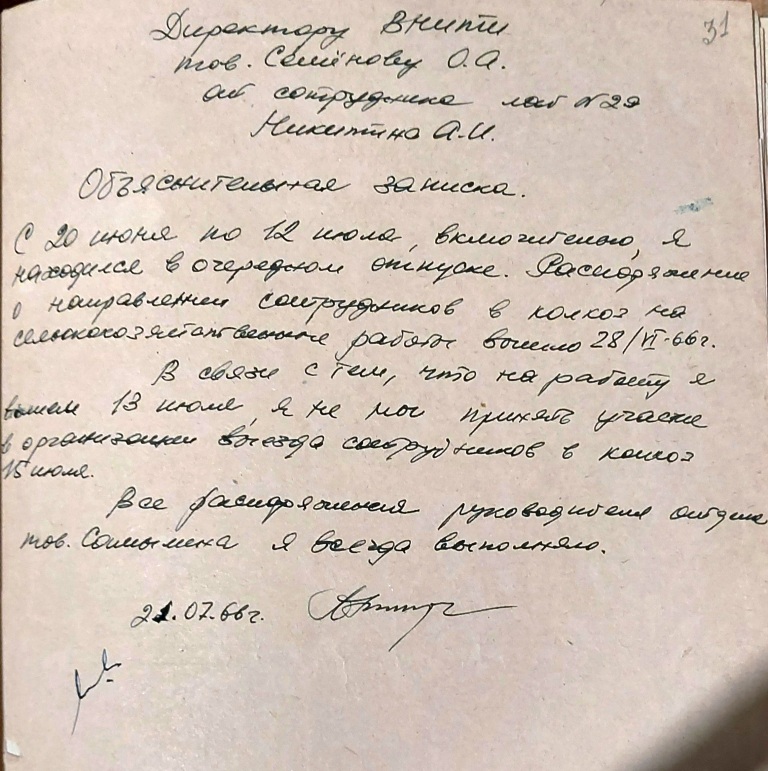 31
Директору ВНИТИ
тов. Семёнову О.А.
от сотрудника лаб N 29
Никитина А.И.
Объяснительная записка.
С 20 июня по 12 июля, включительно, я
находился в очередном отпуске. Распоряжение
о направлении сотрудников в колхоз на
сельскохозяйственные работы вышло 28/VI-66г.
В связи с тем, что на работу я
вышел 13 июля, я не мог принять участие
в организации выезда сотрудников в колхоз
15 июля.
Все распоряжения руководителя отдела
тов. я всегда выполняю.
21.07.66г.